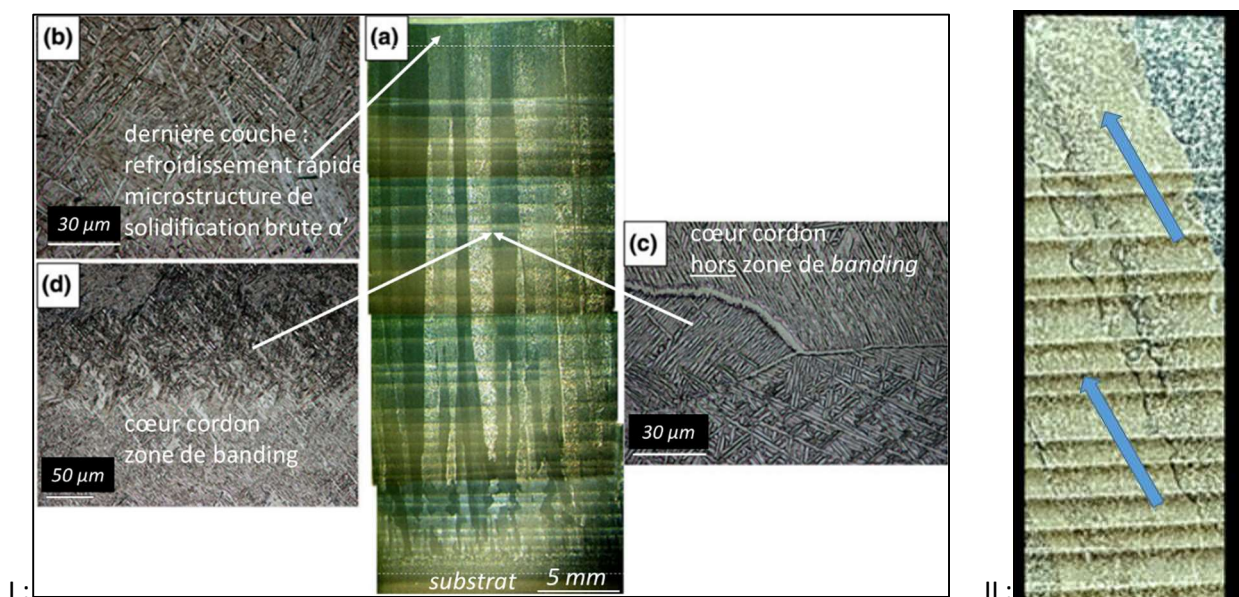 (b)
dernière couche :
refroidissement rapide
microstructure de
solidification brute α’
30 µm
(a)
substrat
5 mm
(c)
cœur cordon
hors zone de banding
30 µm
(d)
cœur cordon
zone de banding
50 µm
I :
II :